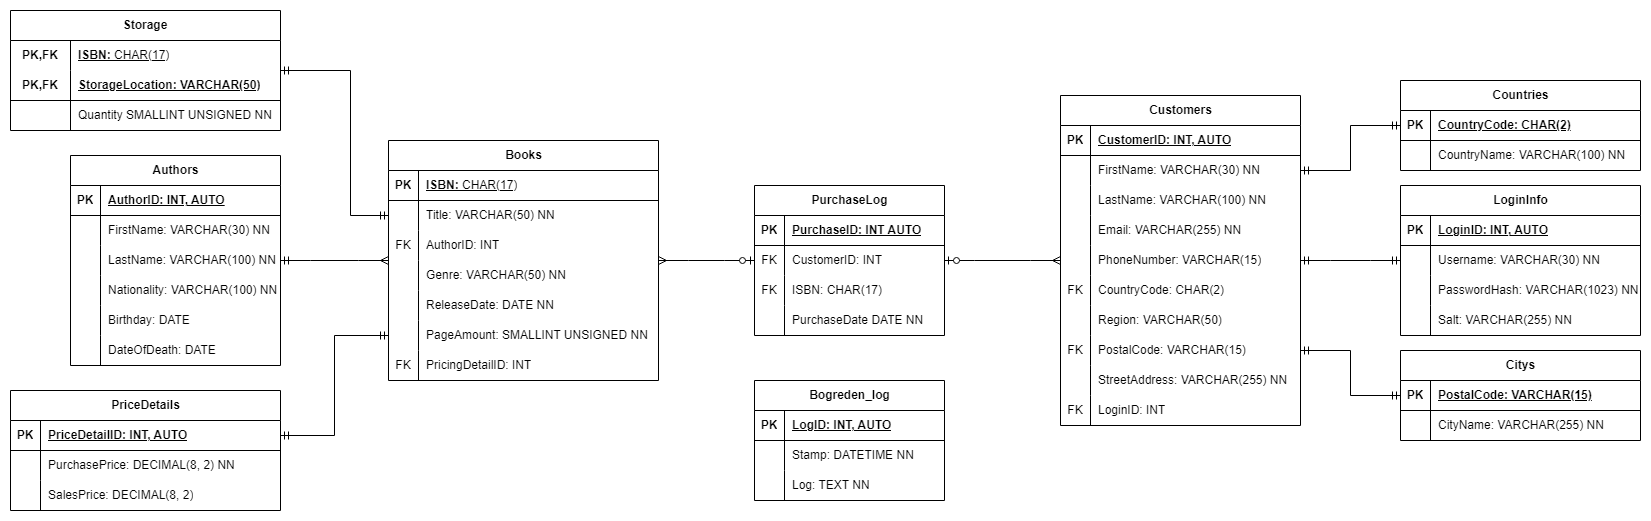 Storage
PK,FK ISBN: CHAR(17)
PK,FK StorageLocation: VARCHAR(50)
Quantity SMALLINT UNSIGNED NN
Authors
PK AuthorID: INT, AUTO
FirstName: VARCHAR(30) NN
LastName: VARCHAR(100) NN
Nationality: VARCHAR(100) NN
Birthday: DATE
DateOfDeath: DATE
PriceDetails
PK PriceDetailID: INT, AUTO
PurchasePrice: DECIMAL(8, 2) NN
SalesPrice: DECIMAL(8, 2)
Books
PK ISBN: CHAR(17)
Title: VARCHAR(50) NN
FK AuthorID: INT
Genre: VARCHAR(50) NN
ReleaseDate: DATE NN
PageAmount: SMALLINT UNSIGNED NN
FK PricingDetailID: INT
PurchaseLog
PK PurchaseID: INT AUTO
FK CustomerID: INT
FK ISBN: CHAR(17)
PurchaseDate DATE NN
Bogreden_log
PK LogID: INT, AUTO
Stamp: DATETIME NN
Log: TEXT NN
Customers
PK CustomerID: INT, AUTO
FirstName: VARCHAR(30) NN
LastName: VARCHAR(100) NN
Email: VARCHAR(255) NN
PhoneNumber: VARCHAR(15)
FK CountryCode: CHAR(2)
Region: VARCHAR(50)
FK PostalCode: VARCHAR(15)
StreetAddress: VARCHAR(255) NN
FK LoginID: INT
Countries
PK CountryCode: CHAR(2)
CountryName: VARCHAR(100) NN
LoginInfo
PK LoginID: INT, AUTO
Username: VARCHAR(30) NN
PasswordHash: VARCHAR(1023) NN
Salt: VARCHAR(255) NN
Citys
PK PostalCode: VARCHAR(15)
CityName: VARCHAR(255) NN